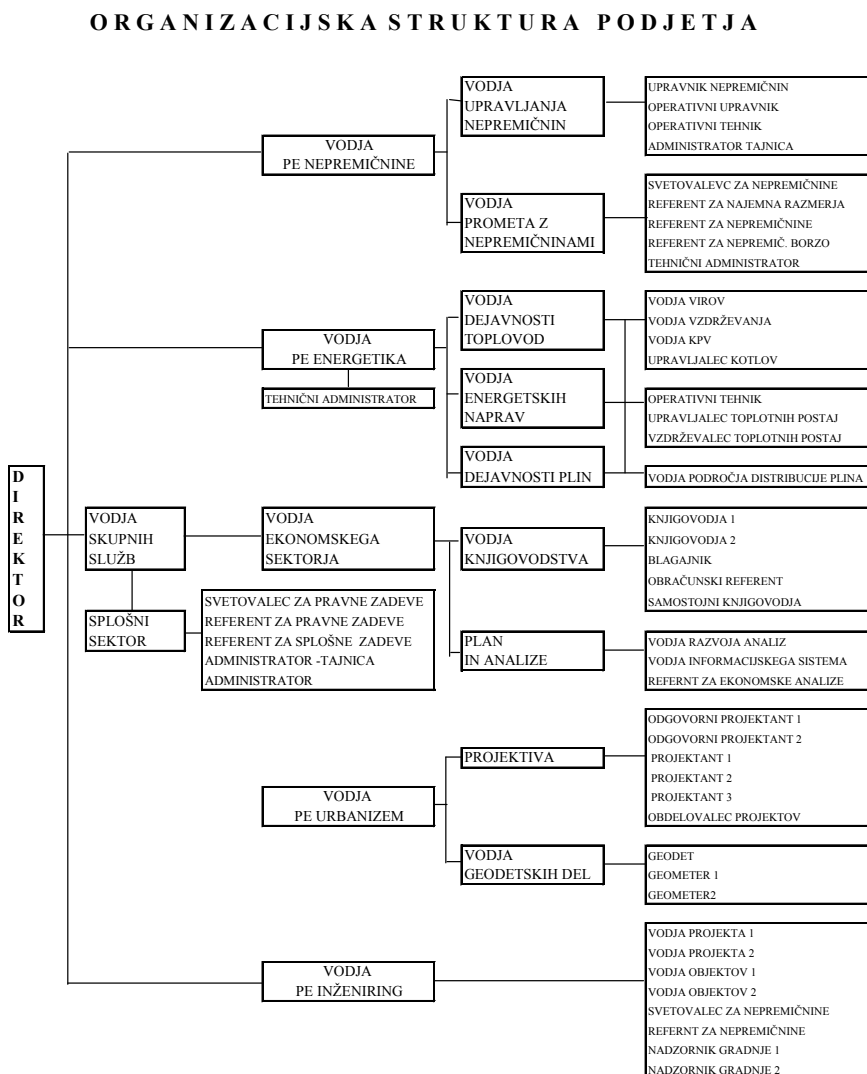 ORGANIZACIJSKA STRUKTURA PODJETJA
VODJA
UPRAVLJANJA
NEPREMIČNIN
UPRAVNIK NEPREMIČNIN
OPERATIVNI UPRAVNIK
OPERATIVNI TEHNIK
ADMINISTRATOR TAJNICA
VODJA
PE NEPREMIČNINE
VODJA
PROMETA Z
NEPREMIČNINAMI
SVETOVALEVC ZA NEPREMIČNINE
REFERENT ZA NAJEMNA RAZMERJA
REFERENT ZA NEPREMIČNINE
REFERENT ZA NEPREMIČ. BORZO
TEHNIČNI ADMINISTRATOR
VODJA
DEJAVNOSTI
TOPLOVOD
VODJA VIROV
VODJA VZDRŽEVANJA
VODJA KPV
UPRAVLJALEC KOTLOV
VODJA
PE ENERGETIKA
TEHNIČNI ADMINISTRATOR
VODJA
ENERGETSKIH
NAPRAV
OPERATIVNI TEHNIK
UPRAVLJALEC TOPLOTNIH POSTAJ
VZDRŽEVALEC TOPLOTNIH POSTAJ
VODJA
DEJAVNOSTI PLIN
VODJA PODROČJA DISTRIBUCIJE PLINA
DIREKTOR
VODJA
SKUPNIH
SLUŽB
VODJA
EKONOMSKEGA
SEKTORJA
VODJA
KNJIGOVODSTVA
KNJIGOVODJA 1
KNJIGOVODJA 2
BLAGAJNIK
OBRAČUNSKI REFERENT
SAMOSTOJNI KNJIGOVODJA
SPLOŠNI
SEKTOR
SVETOVALEC ZA PRAVNE ZADEVE
REFERENT ZA PRAVNE ZADEVE
REFERENT ZA SPLOŠNE ZADEVE
ADMINISTRATOR -TAJNICA
ADMINISTRATOR
PLAN
IN ANALIZE
VODJA RAZVOJA ANALIZ
VODJA INFORMACIJSKEGA SISTEMA
REFERNT ZA EKONOMSKE ANALIZE
VODJA
PE URBANIZEM
PROJEKTIVA
ODGOVORNI PROJEKTANT 1
ODGOVORNI PROJEKTANT 2
PROJEKTANT 1
PROJEKTANT 2
PROJEKTANT 3
OBDELOVALEC PROJEKTOV
VODJA
GEODETSKIH DEL
GEODET
GEOMETER 1
GEOMETER2
VODJA
PE INŽENIRING
VODJA PROJEKTA 1
VODJA PROJEKTA 2
VODJA OBJEKTOV 1
VODJA OBJEKTOV 2
SVETOVALEC ZA NEPREMIČNINE
REFERNT ZA NEPREMIČNINE
NADZORNIK GRADNJE 1
NADZORNIK GRADNJE 2